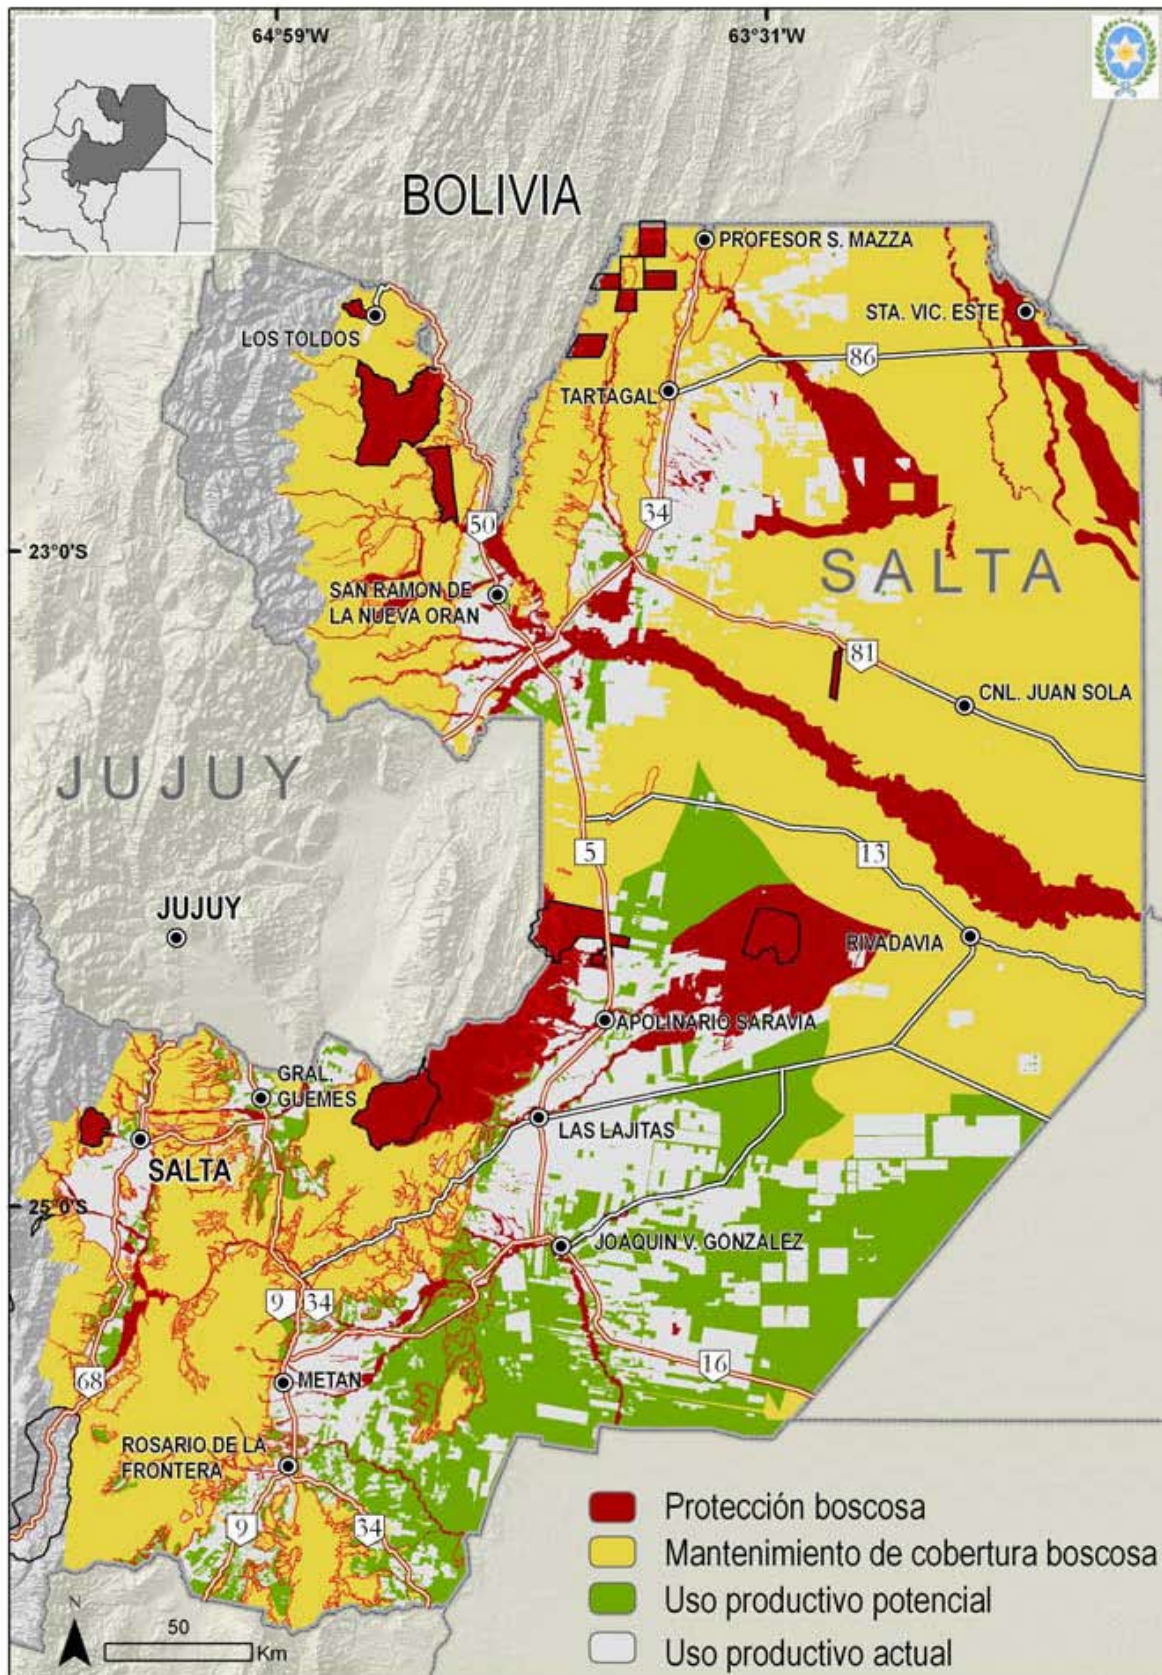 64°59'W
63°31'W
BOLIVIA
PROFESOR S. MAZZA
LOS TOLDOS
STA. VIC. ESTE
86
TARTAGAL
50
34
23°0'S
SALTA
SAN RAMON DE
LA NUEVA ORAN
81
CNL. JUAN SOLA
JUJUY
5
13
JUJUY
RIVADAVIA
APOLINARIO SARAVIA
GRAL.
GUEMES
LAS LAJITAS
SALTA
25°0'S
JOAQUIN V. GONZALEZ
9
34
16
68
METAN
ROSARIO DE LA
FRONTERA
9
34
Protección boscosa
Mantenimiento de cobertura boscosa
Uso productivo potencial
Uso productivo actual
N
50
Km